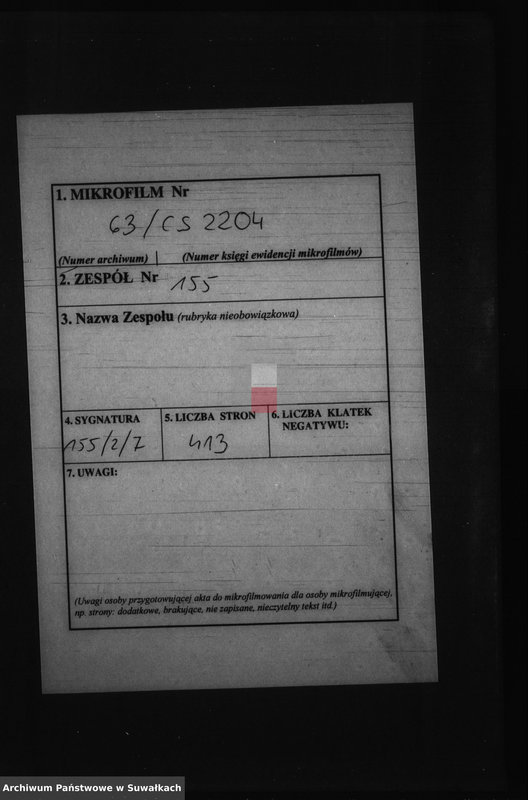 1. MIKROFILM Nr
63/CS 2204
(Numer archiwum) (Numer księgi ewidencji mikrofilmów)
2. ZESPÓŁ Nr 155
3. Nazwa Zespołu (rubryka nieobowiązkowa)
4. SYGNATURA
155/2/7
5. LICZBA STRON
413
6. LICZBA KLATEK
NEGATYWU:
7. UWAGI:
(Uwagi osoby przygotowującej akta do mikrofilmowania dla osoby mikrofilmującej,
np. strony: dodatkowe, brakujące, nie zapisane, nieczytelny tekst itd.)
Archiwum Państwowe w Suwałkach